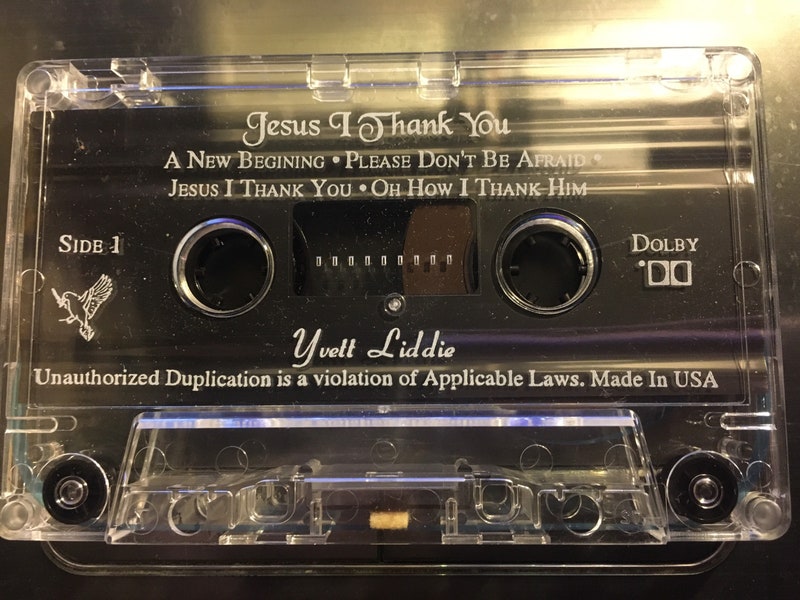 Jesus I Thank You
A New Begining • Please Don't Be Afraid •
Jesus I Thank You • Oh How I Thank Him
Side 1
Dolby
Yvett Liddie
Unauthorized Duplication is a violation of Applicable Laws. Made In USA